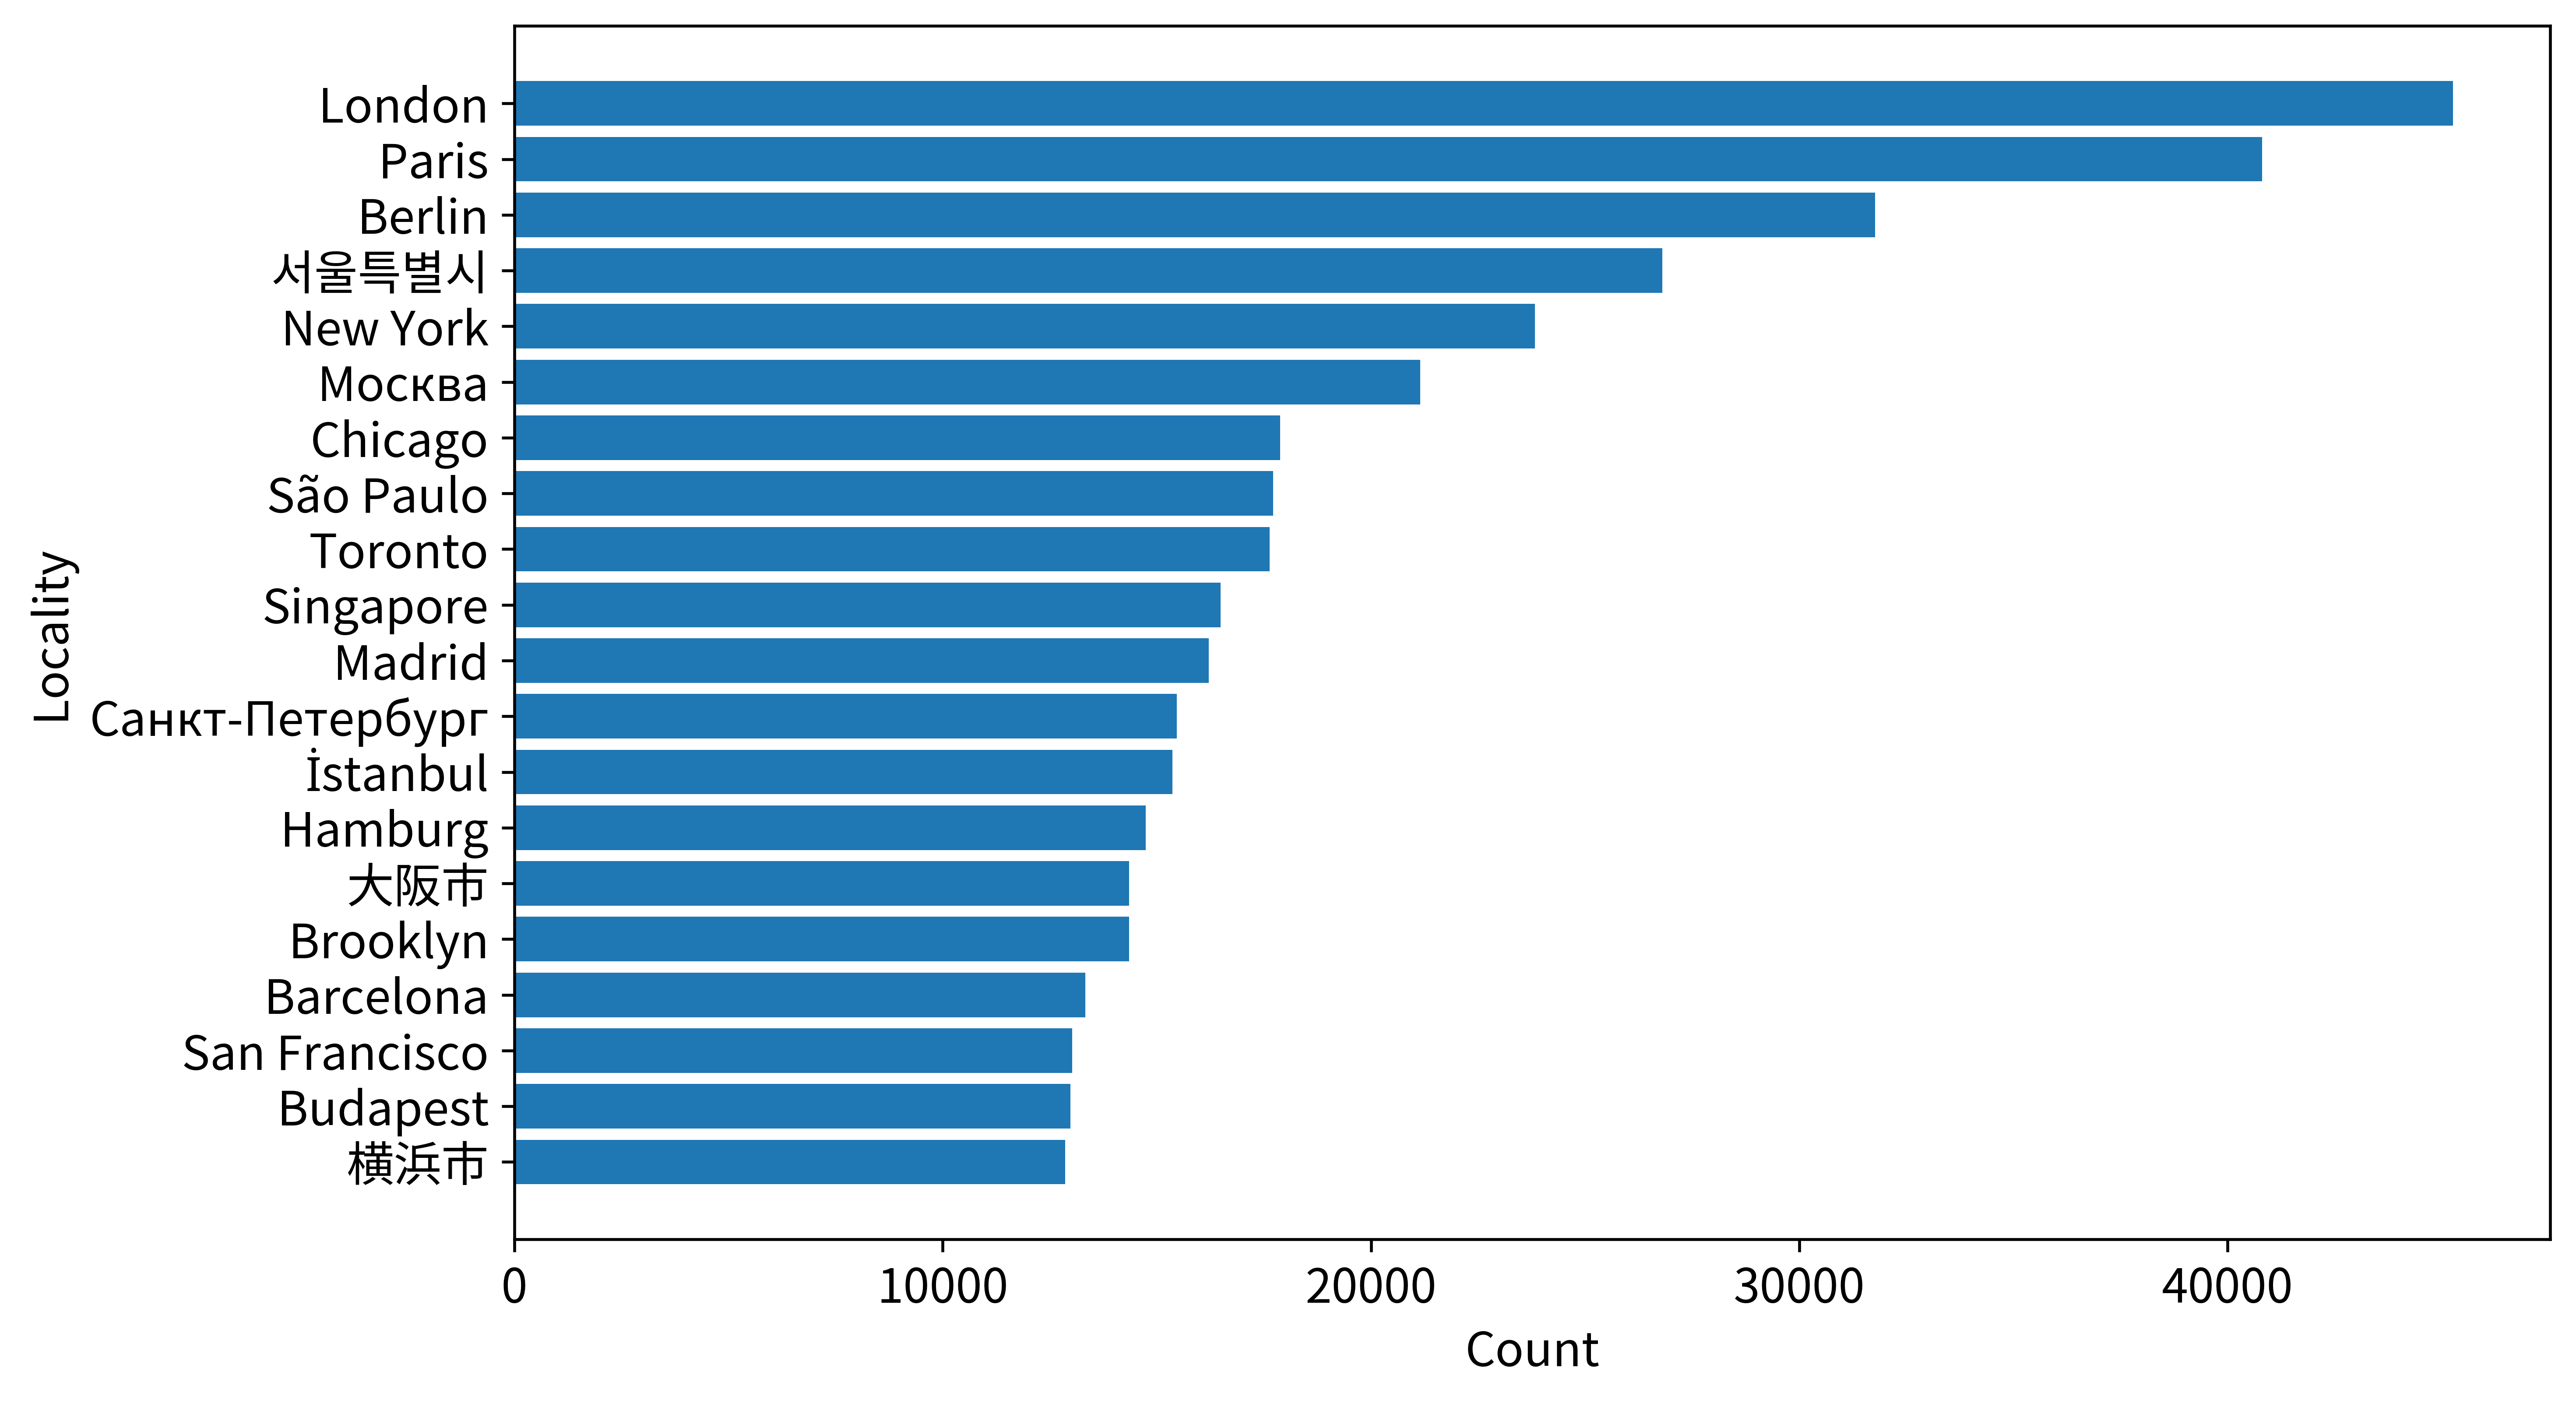 London
Paris
Berlin
서울특별시
New York
Москва
Chicago
São Paulo
Toronto
Singapore
Madrid
Санкт-Петербург
İstanbul
Hamburg
大阪市
Brooklyn
Barcelona
San Francisco
Budapest
横浜市
Locality
0 10000 20000 30000 40000
Count